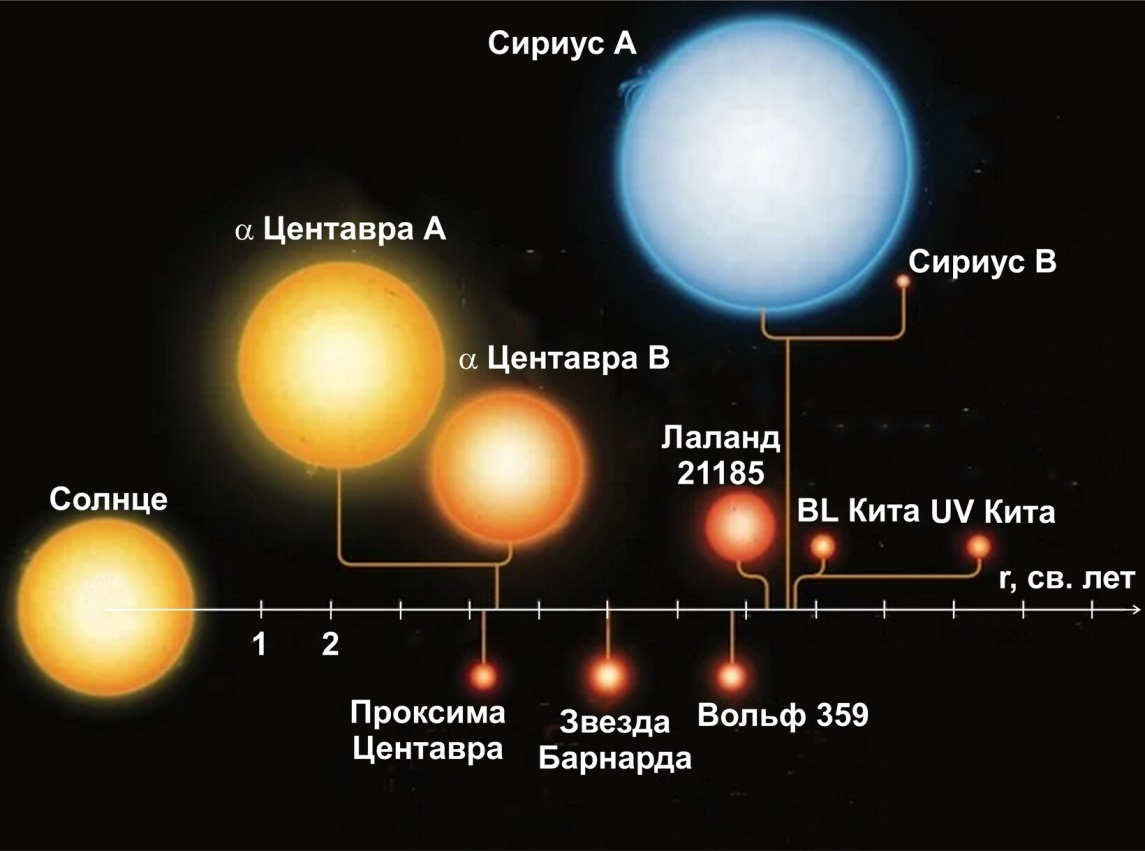 Сириус А
α Центавра А
Сириус В
α Центавра В
Лаланд
21185
Солнце
BL Кита
UV Кита
r, св. лет
1
2
Проксима
Центавра
Звезда
Барнарда
Вольф 359